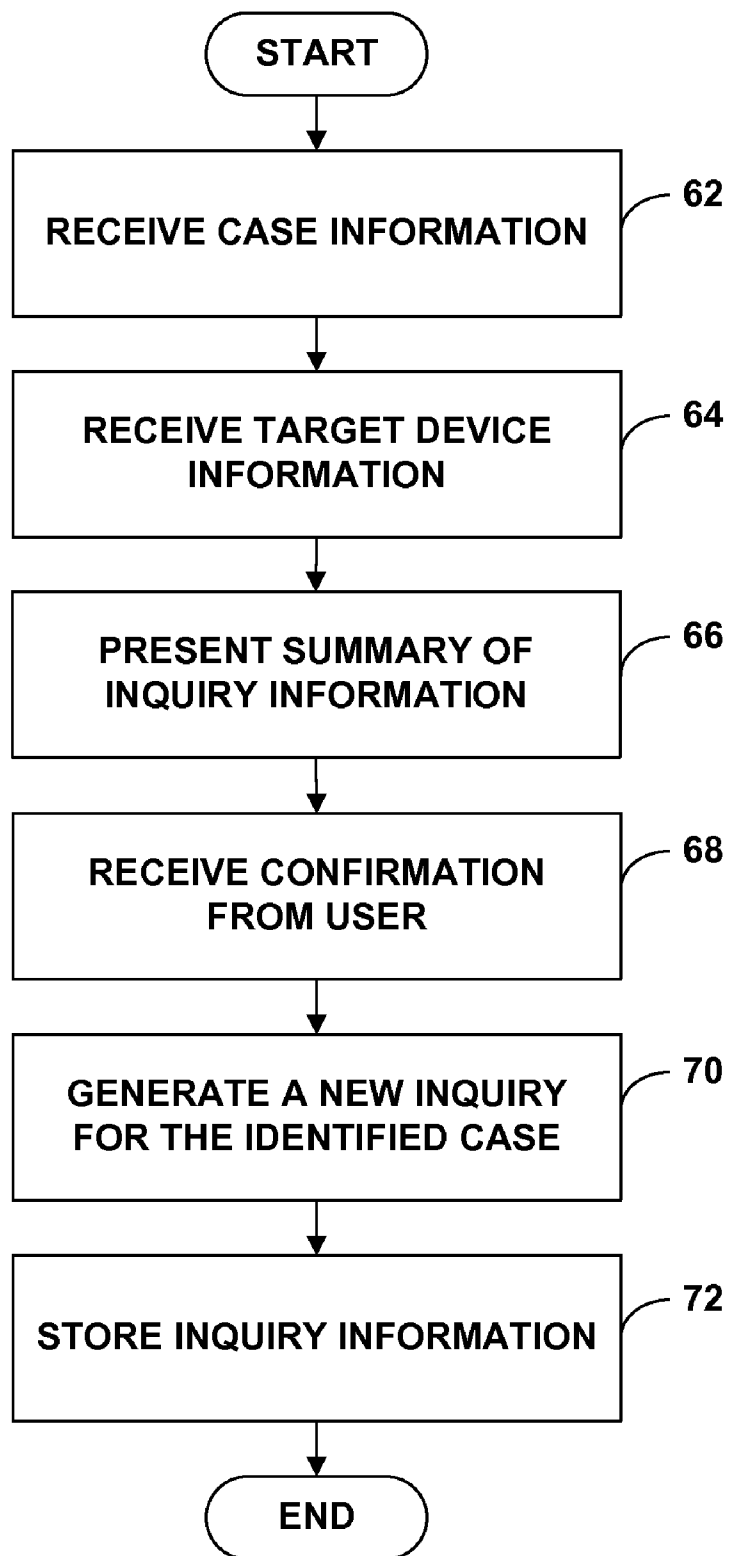 START
RECEIVE CASE INFORMATION
62
RECEIVE TARGET DEVICE
INFORMATION
64
PRESENT SUMMARY OF
INQUIRY INFORMATION
66
RECEIVE CONFIRMATION
FROM USER
68
GENERATE A NEW INQUIRY
FOR THE IDENTIFIED CASE
70
STORE INQUIRY INFORMATION
72
END